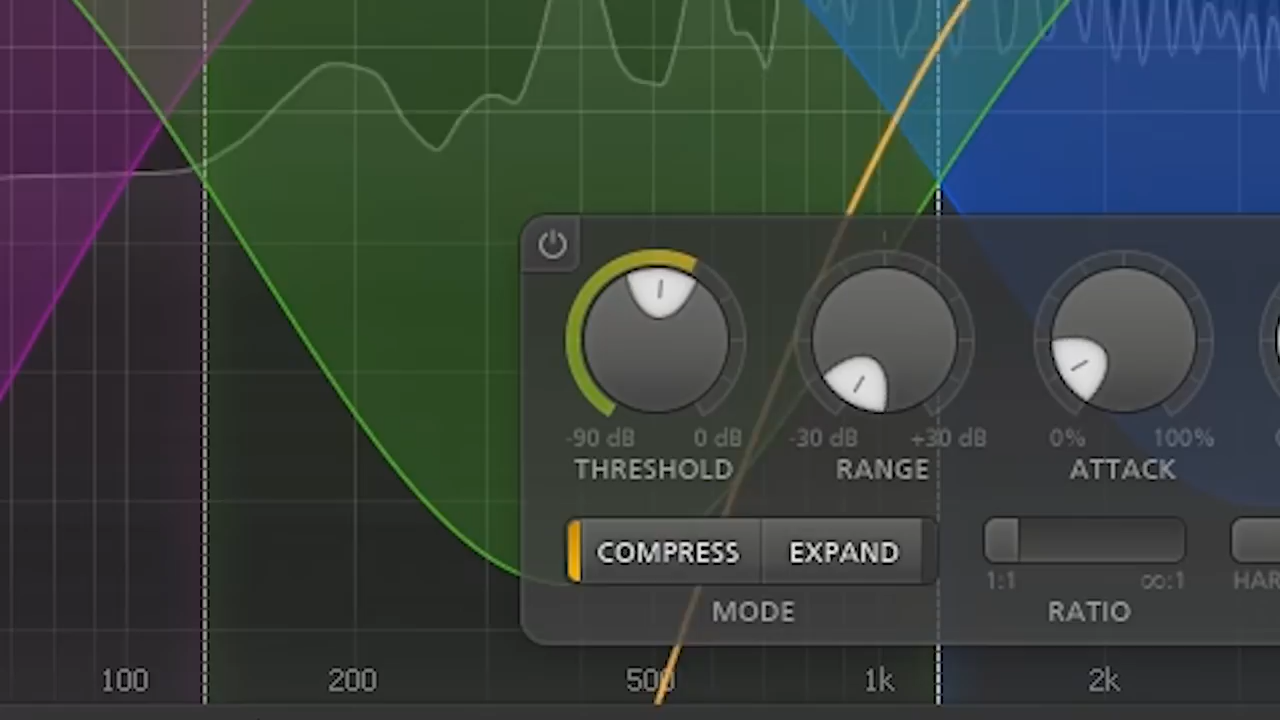 -90 dB 0 dB -30 dB +30 dB 0% 100%
THRESHOLD RANGE ATTACK
COMPRESS EXPAND
1:1 ∞:1
MODE RATIO
100 200 500 1k 2k